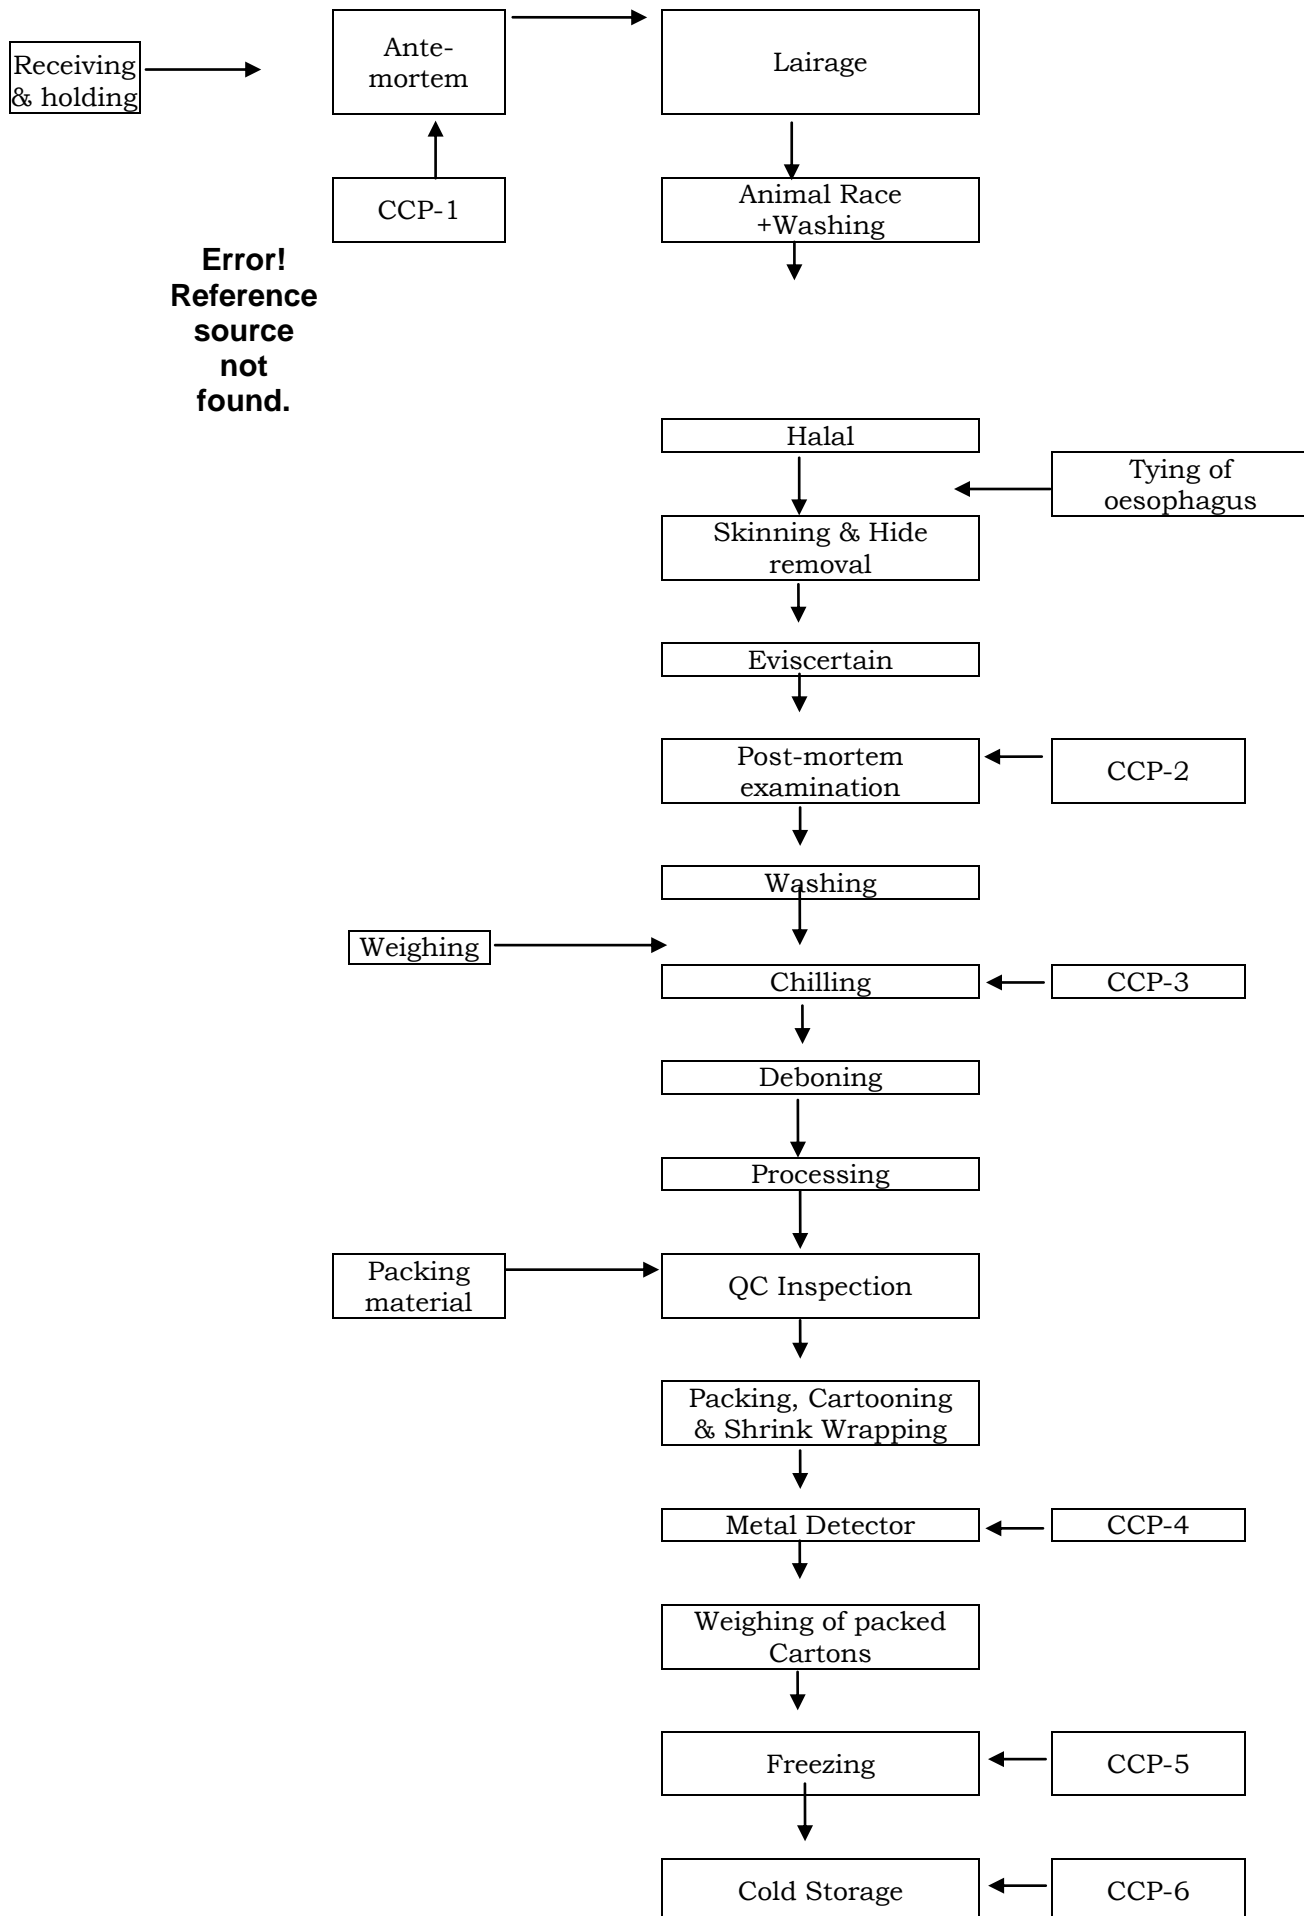 Receiving
& holding
Ante-
mortem
Lairage
CCP-1
Animal Race
+Washing
Error!
Reference
source
not
found.
Halal
Tying of
oesophagus
Skinning & Hide
removal
Eviscertain
Post-mortem
examination
CCP-2
Washing
Weighing
Chilling
CCP-3
Deboning
Processing
Packing
material
QC Inspection
Packing, Cartooning
& Shrink Wrapping
Metal Detector
CCP-4
Weighing of packed
Cartons
Freezing
CCP-5
Cold Storage
CCP-6